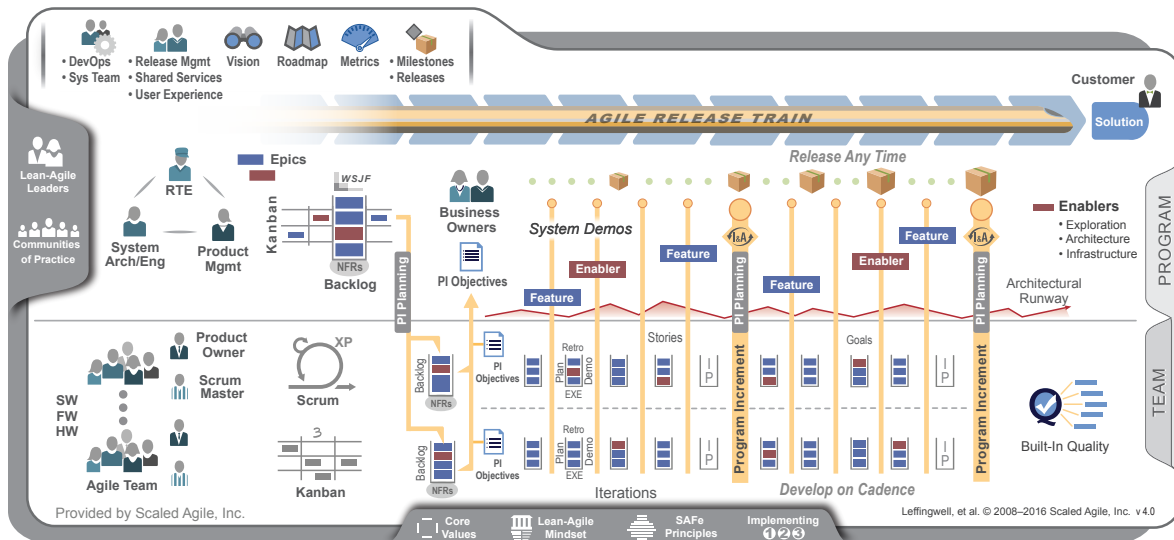 • DevOps
• Sys Team
• Release Mgmt
• Shared Services
• User Experience
Vision
Roadmap
Metrics
• Milestones
• Releases
Customer
AGILE RELEASE TRAIN
Solution
Release Any Time
Lean-Agile
Leaders
Communities
of Practice
RTE
System
Arch/Eng
Product
Mgmt
Epics
Kanban
WSJF
NFRs
Backlog
PI Planning
Business
Owners
PI Objectives
System Demos
Feature
Enabler
Feature
I&A
PI Planning
Feature
Enabler
Feature
I&A
PI Planning
Enablers
• Exploration
• Architecture
• Infrastructure
Architectural
Runway
PROGRAM
TEAM
Product
Owner
Scrum
Master
SW
FW
HW
Agile Team
XP
Scrum
3
Kanban
Backlog
NFRs
PI
Objectives
Plan
Retro
EXE
Demo
Stories
I
P
Program Increment
Goals
I
P
Program Increment
Backlog
NFRs
PI
Objectives
Plan
Retro
EXE
Demo
I
P
I
P
Iterations
Develop on Cadence
Built-In Quality
Provided by Scaled Agile, Inc.
Leffingwell, et al. © 2008–2016 Scaled Agile, Inc. v 4.0
Core
Values
Lean-Agile
Mindset
SAFe
Principles
Implementing
1 2 3